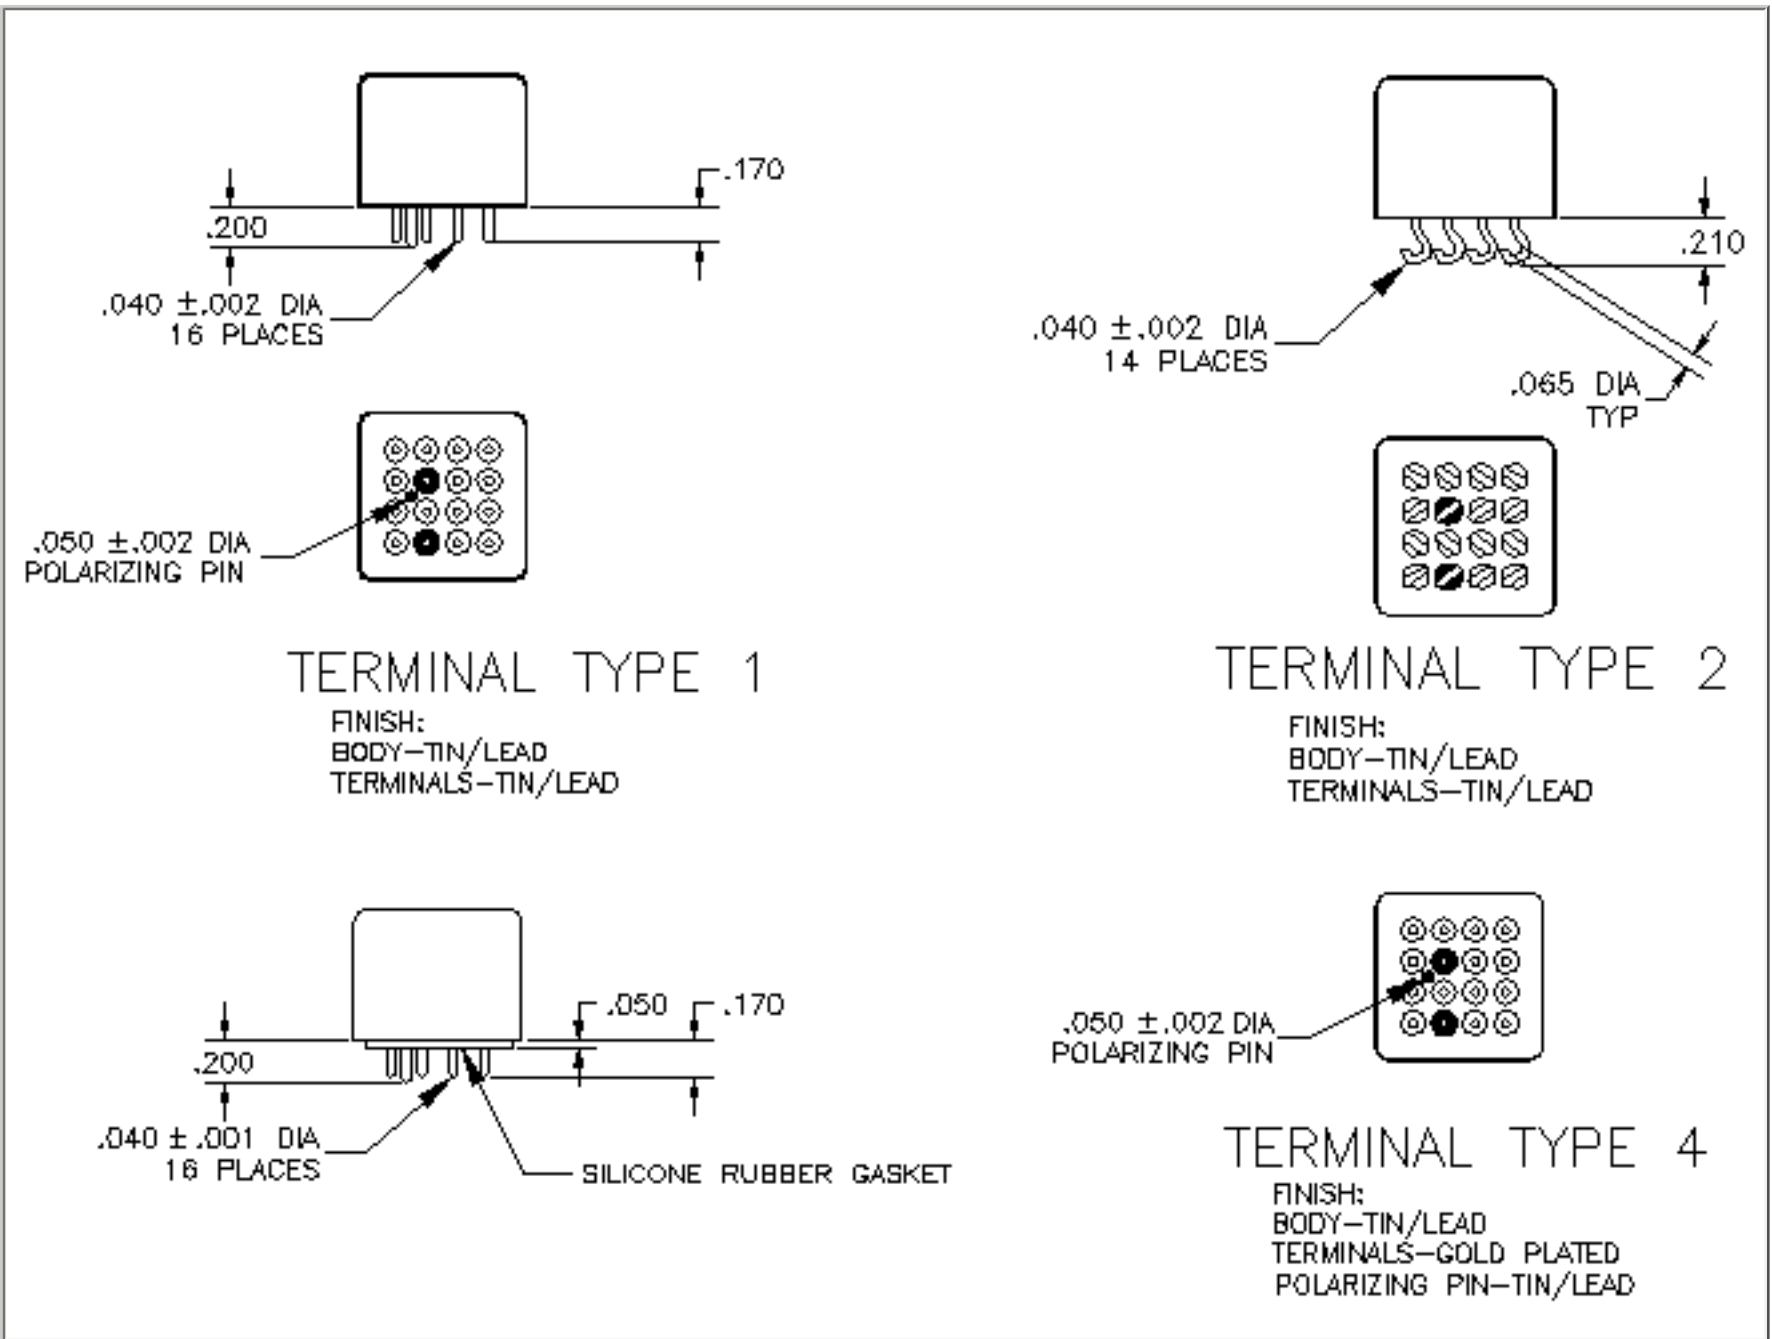 .170
.200
.040 ±.002 DIA
16 PLACES
.050 ±.002 DIA
POLARIZING PIN
TERMINAL TYPE 1
FINISH:
BODY–TIN/LEAD
TERMINALS–TIN/LEAD
.210
.040 ±.002 DIA
14 PLACES
.065 DIA
TYP
TERMINAL TYPE 2
FINISH:
BODY–TIN/LEAD
TERMINALS–TIN/LEAD
.050
.170
.200
.040 ±.001 DIA
16 PLACES
SILICONE RUBBER GASKET
.050 ±.002 DIA
POLARIZING PIN
TERMINAL TYPE 4
FINISH:
BODY–TIN/LEAD
TERMINALS–GOLD PLATED
POLARIZING PIN–TIN/LEAD